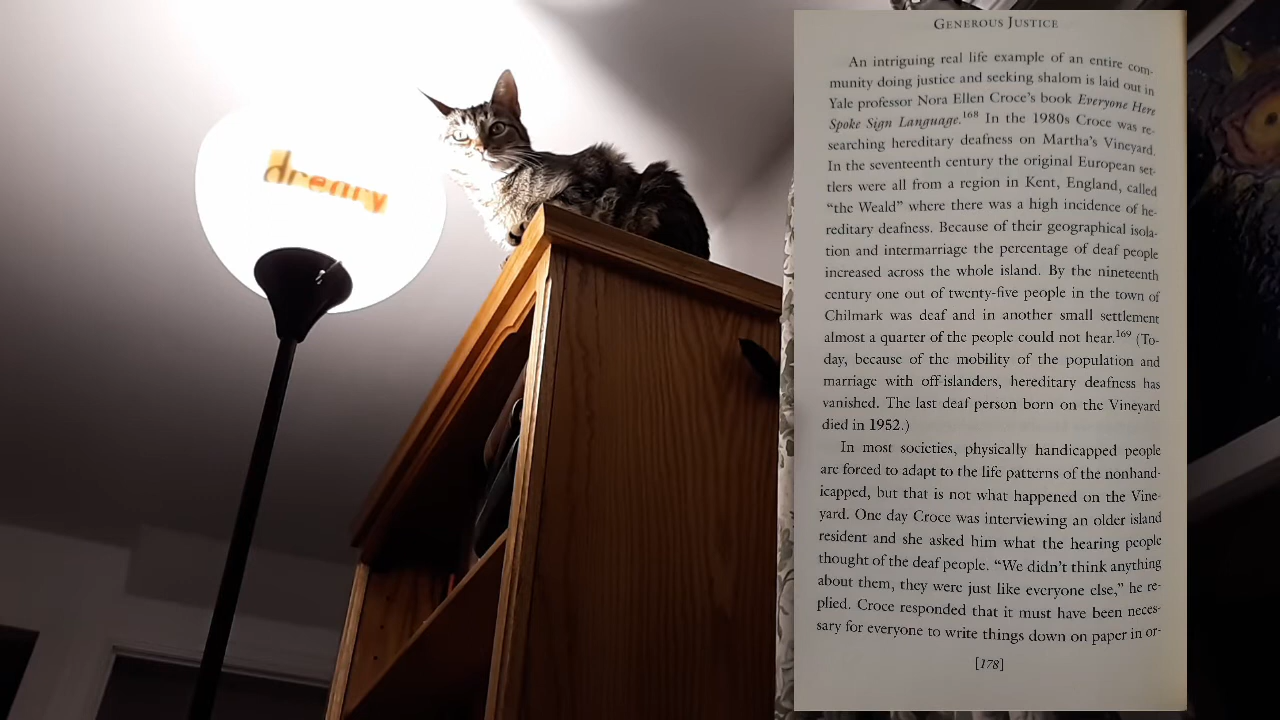 dreary
GENEROUS JUSTICE
An intriguing real life example of an entire com-
munity doing justice and seeking shalom is laid out in
Yale professor Nora Ellen Croce's book Everyone Here
Spoke Sign Language.168 In the 1980s Croce was re-
searching hereditary deafness on Martha's Vineyard.
In the seventeenth century the original European set-
tlers were all from a region in Kent, England, called
"the Weald" where there was a high incidence of he-
reditary deafness. Because of their geographical isola-
tion and intermarriage the percentage of deaf people
increased across the whole island. By the nineteenth
century one out of twenty-five people in the town of
Chilmark was deaf and in another small settlement
almost a quarter of the people could not hear.169 (To-
day, because of the mobility of the population and
marriage with off-islanders, hereditary deafness has
vanished. The last deaf person born on the Vineyard
died in 1952.)
In most societies, physically handicapped people
are forced to adapt to the life patterns of the nonhand-
icapped, but that is not what happened on the Vine-
yard. One day Croce was interviewing an older island
resident and she asked him what the hearing people
thought of the deaf people. "We didn't think anything
about them, they were just like everyone else," he re-
plied. Croce responded that it must have been neces-
sary for everyone to write things down on paper in or-
[178]